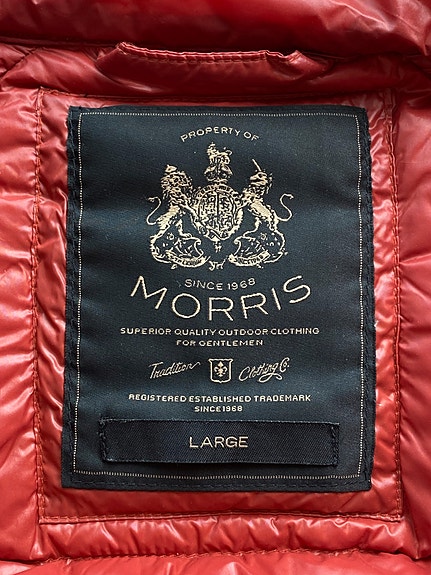 PROPERTY OF
SINCE 1968
MORRIS
SUPERIOR QUALITY OUTDOOR CLOTHING
FOR GENTLEMEN
Tradition Clothing Co.
REGISTERED ESTABLISHED TRADEMARK
SINCE 1968
LARGE